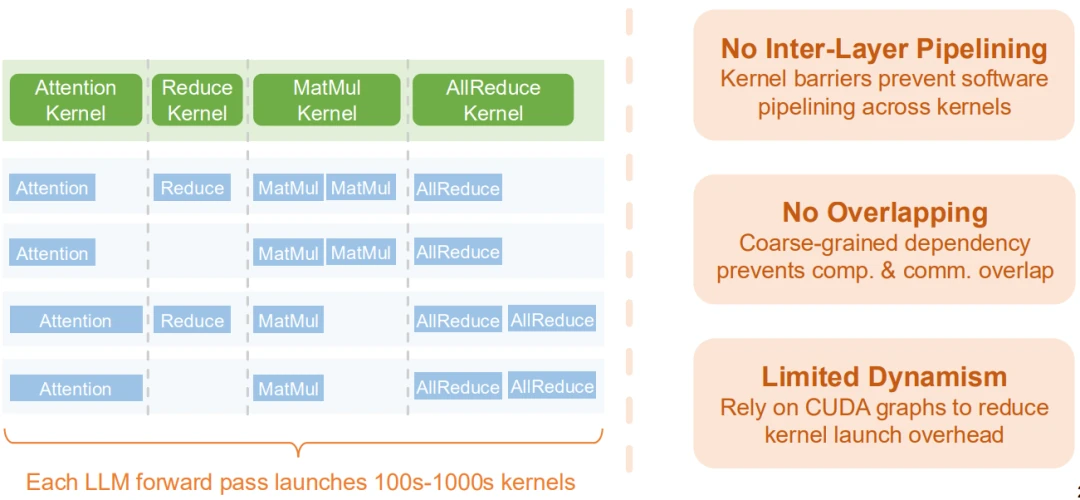 Attention
Kernel
Reduce
Kernel
MatMul
Kernel
AllReduce
Kernel
Attention
Reduce
MatMul
MatMul
AllReduce
Attention
MatMul
MatMul
AllReduce
Attention
Reduce
MatMul
AllReduce
AllReduce
Attention
MatMul
AllReduce
AllReduce
Each LLM forward pass launches 100s-1000s kernels
No Inter-Layer Pipelining
Kernel barriers prevent software
pipelining across kernels
No Overlapping
Coarse-grained dependency
prevents comp. & comm. overlap
Limited Dynamism
Rely on CUDA graphs to reduce
kernel launch overhead